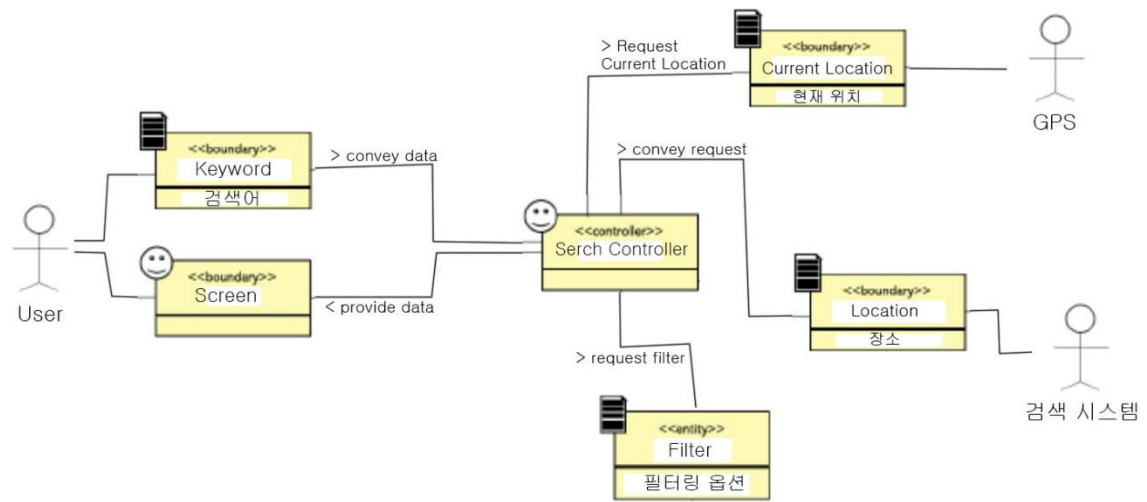 > Request
Current Location
<<boundary>>
Current Location
현재 위치
GPS
<<boundary>>
Keyword
검색어
> convey data
> convey request
<<controller>>
Serch Controller
User
<<boundary>>
Screen
< provide data
<<boundary>>
Location
장소
> request filter
검색 시스템
<<entity>>
Filter
필터링 옵션